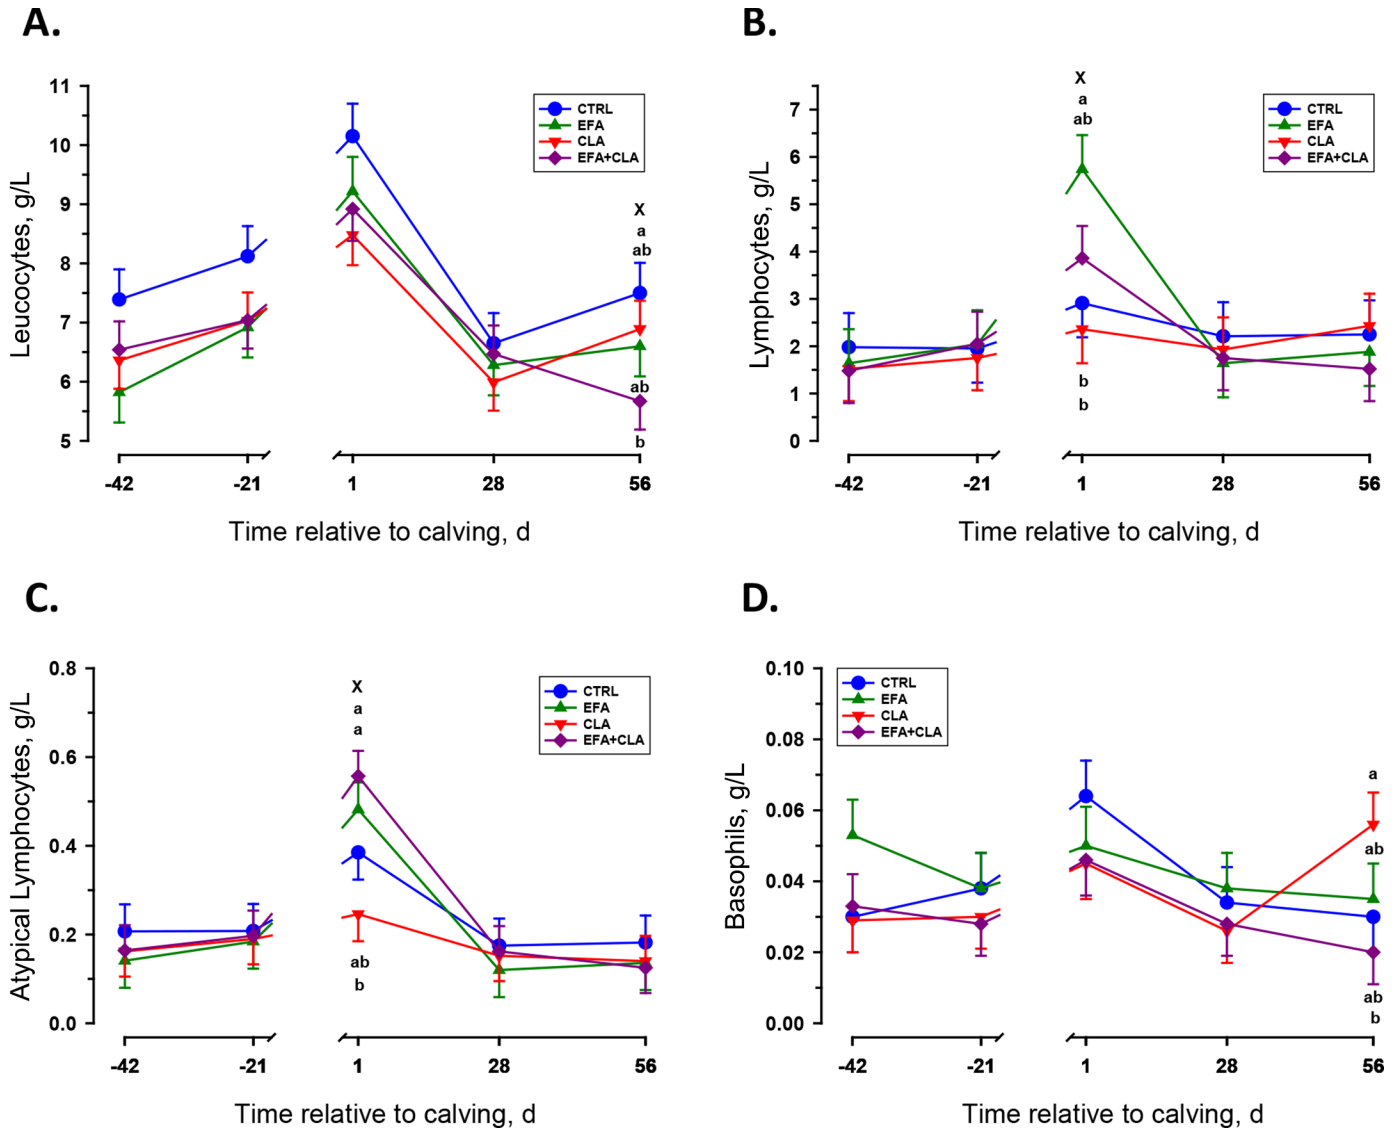 A.
Leucocytes, g/L
11
10
9
8
7
6
5
CTRL
EFA
CLA
EFA+CLA
X
a
ab
ab
b
-42
-21
1
28
56
Time relative to calving, d
B.
Lymphocytes, g/L
7
6
5
4
3
2
1
0
X
a
ab
CTRL
EFA
CLA
EFA+CLA
b
b
-42
-21
1
28
56
Time relative to calving, d
C.
Atypical Lymphocytes, g/L
0.8
0.6
0.4
0.2
0.0
X
a
a
CTRL
EFA
CLA
EFA+CLA
ab
b
-42
-21
1
28
56
Time relative to calving, d
D.
Basophils, g/L
0.10
0.08
0.06
0.04
0.02
0.00
CTRL
EFA
CLA
EFA+CLA
a
ab
ab
b
-42
-21
1
28
56
Time relative to calving, d